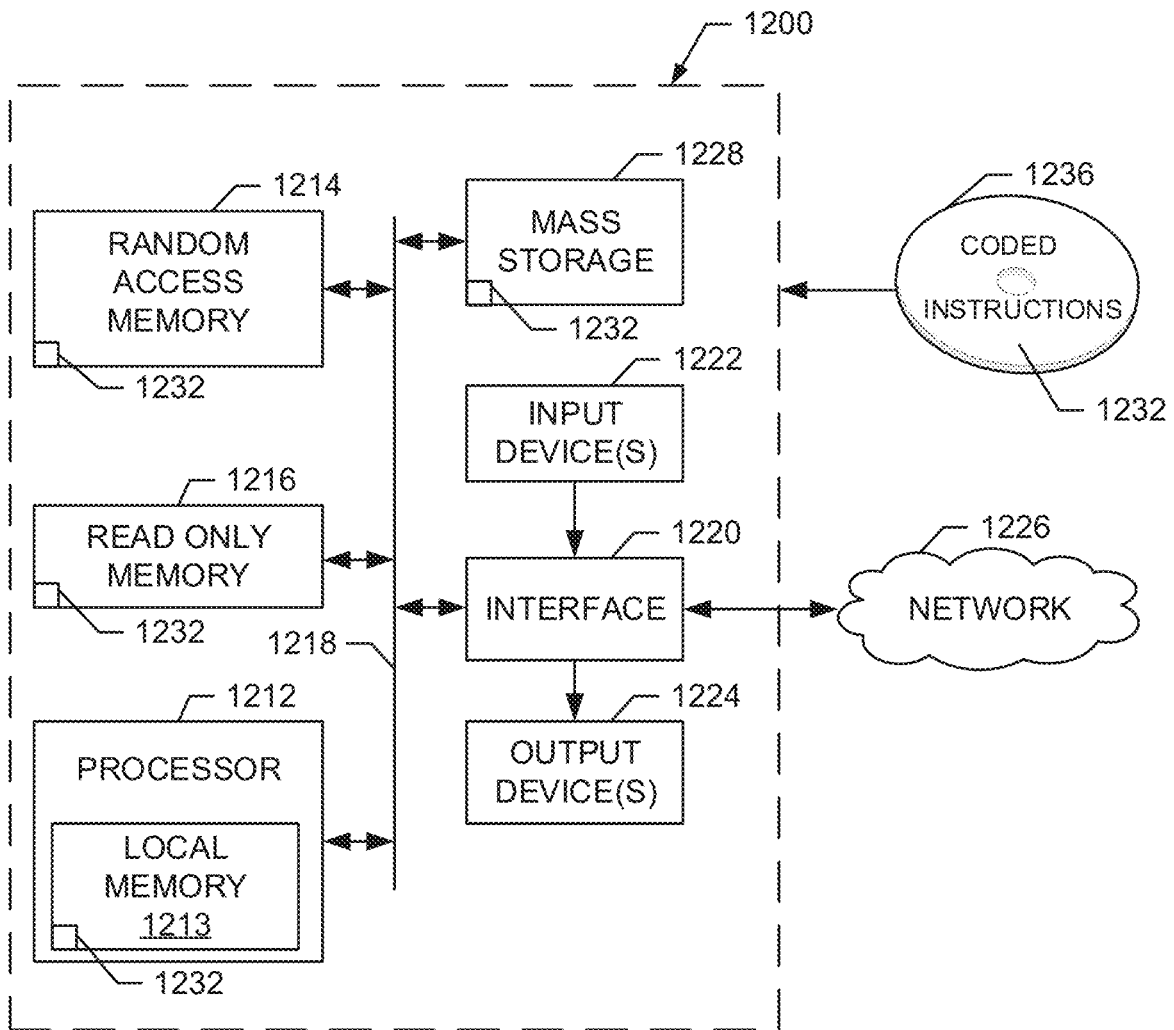 1200
1214
RANDOM
ACCESS
MEMORY
1232
1228
MASS
STORAGE
1232
1236
CODED
INSTRUCTIONS
1232
1222
INPUT
DEVICE(S)
1216
READ ONLY
MEMORY
1232
1220
INTERFACE
1226
NETWORK
1218
1212
PROCESSOR
LOCAL
MEMORY
1213
1232
1224
OUTPUT
DEVICE(S)